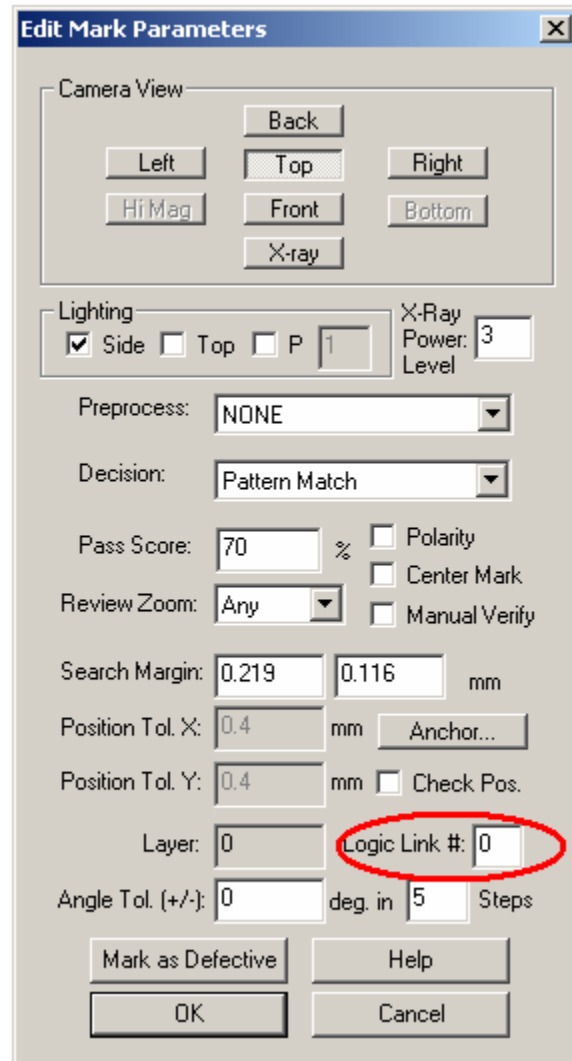 Edit Mark Parameters
Camera View
Back
Left Top Right
Hi Mag Front Bottom
X-ray
Lighting
Side Top P 1
X-Ray
Power: 3
Level
Preprocess: NONE
Decision: Pattern Match
Pass Score: 70 % Polarity
Center Mark
Review Zoom: Any Manual Verify
Search Margin: 0.219 0.116 mm
Position Tol. X: 0.4 mm Anchor...
Position Tol. Y: 0.4 mm Check Pos.
Layer: 0 Logic Link #: 0
Angle Tol. (+/-): 0 deg. in 5 Steps
Mark as Defective Help
OK Cancel